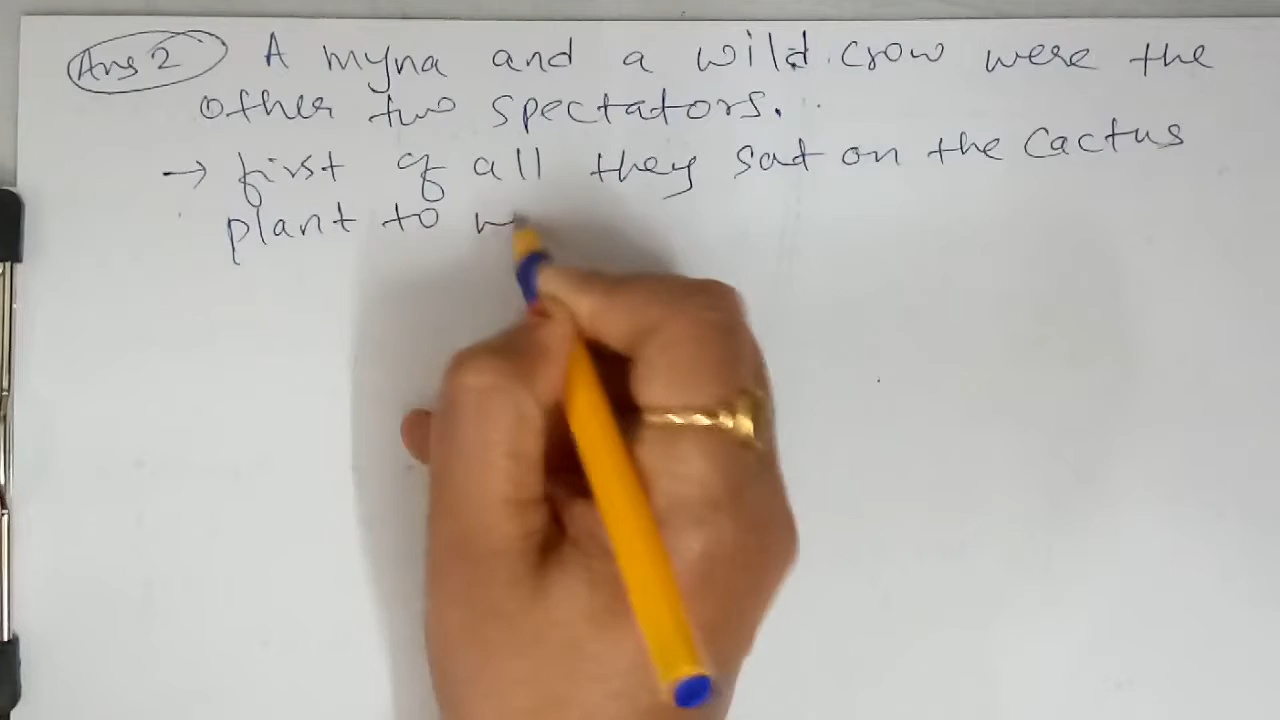 Ans 2 A myna and a wild crow were the
other two spectators.
→ first of all they sat on the cactus
plant to w